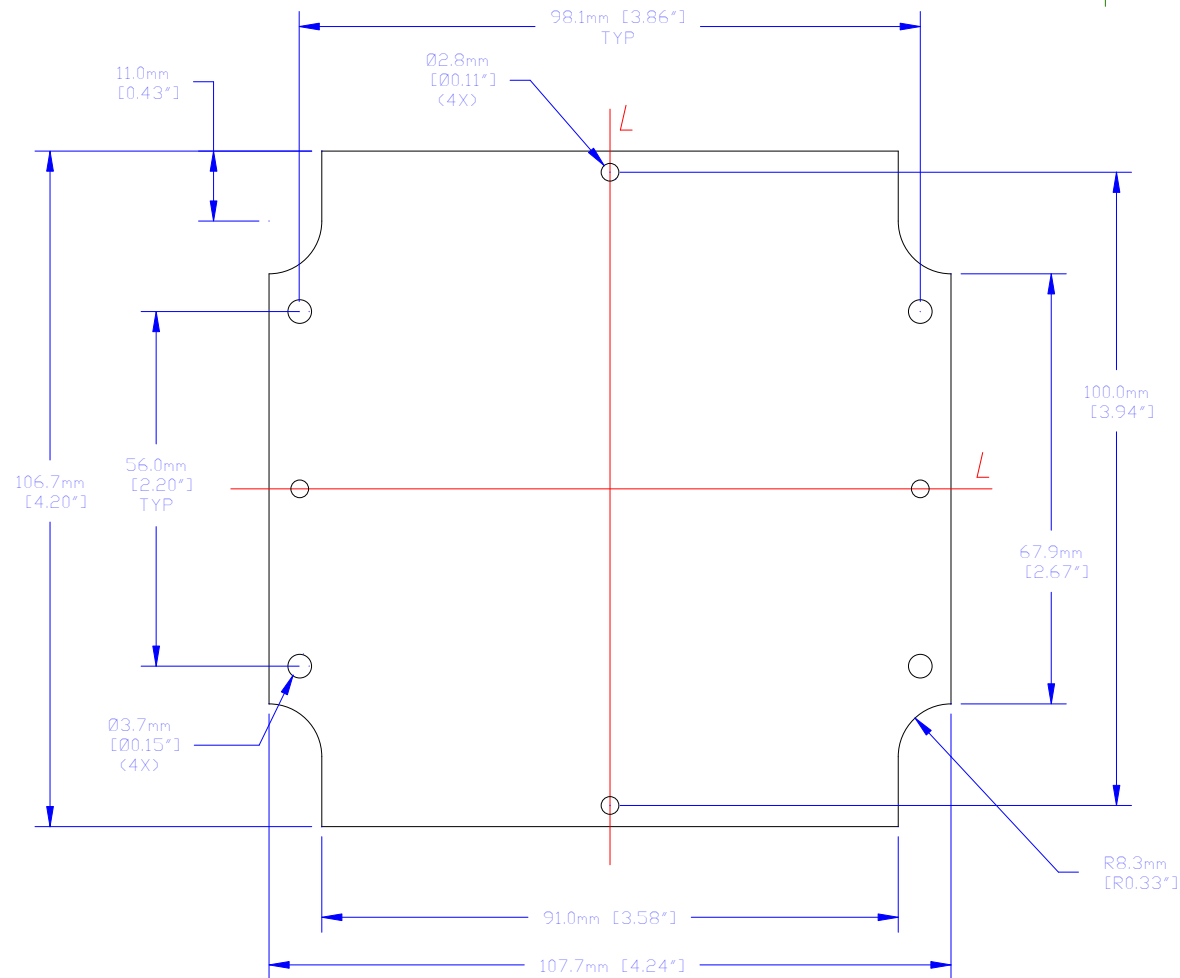 98.1mm [3.86"]
TYP
Ø2.8mm
[Ø0.11"]
(4X)
11.0mm
[0.43"]
L
100.0mm
[3.94"]
56.0mm
[2.20"]
TYP
106.7mm
[4.20"]
L
67.9mm
[2.67"]
Ø3.7mm
[Ø0.15"]
(4X)
R8.3mm
[R0.33"]
91.0mm [3.58"]
107.7mm [4.24"]